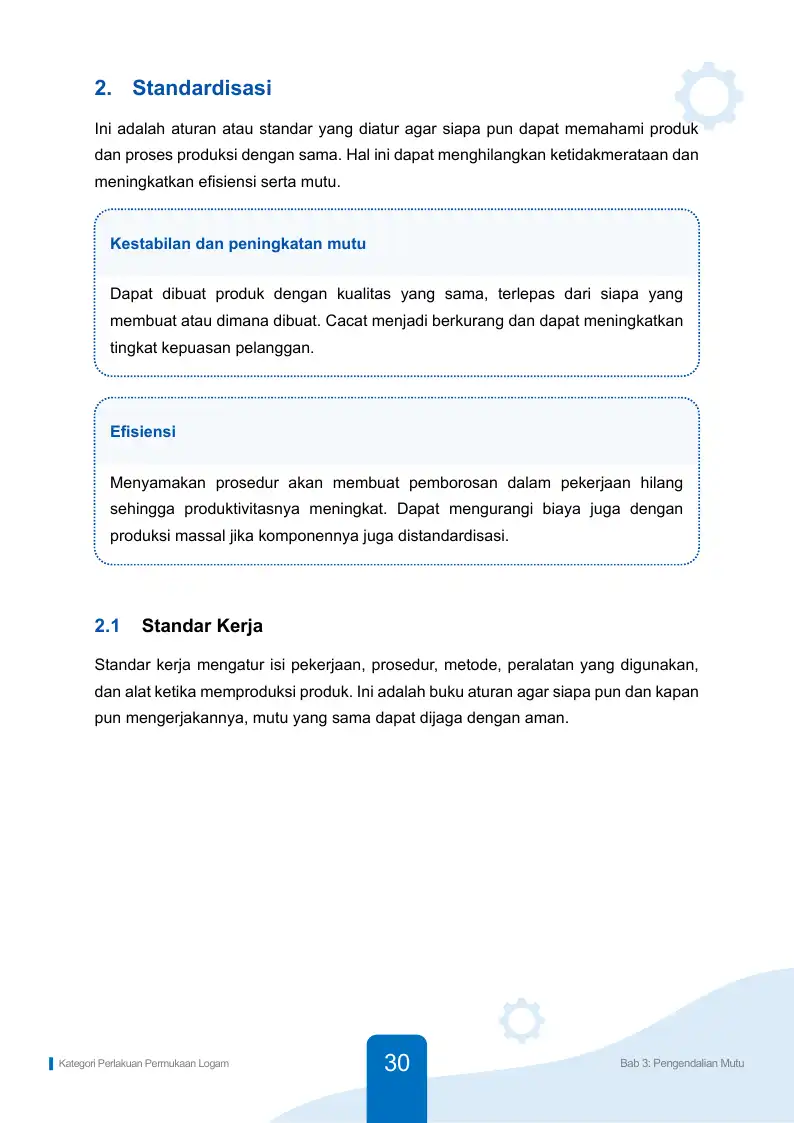 2. Standardisasi
Ini adalah aturan atau standar yang diatur agar siapa pun dapat memahami produk
dan proses produksi dengan sama. Hal ini dapat menghilangkan ketidakmerataan dan
meningkatkan efisiensi serta mutu.
Kestabilan dan peningkatan mutu
Dapat dibuat produk dengan kualitas yang sama, terlepas dari siapa yang
membuat atau dimana dibuat. Cacat menjadi berkurang dan dapat meningkatkan
tingkat kepuasan pelanggan.
Efisiensi
Menyamakan prosedur akan membuat pemborosan dalam pekerjaan hilang
sehingga produktivitasnya meningkat. Dapat mengurangi biaya juga dengan
produksi massal jika komponennya juga distandardisasi.
2.1 Standar Kerja
Standar kerja mengatur isi pekerjaan, prosedur, metode, peralatan yang digunakan,
dan alat ketika memproduksi produk. Ini adalah buku aturan agar siapa pun dan kapan
pun mengerjakannya, mutu yang sama dapat dijaga dengan aman.
Kategori Perlakuan Permukaan Logam
30
Bab 3: Pengendalian Mutu